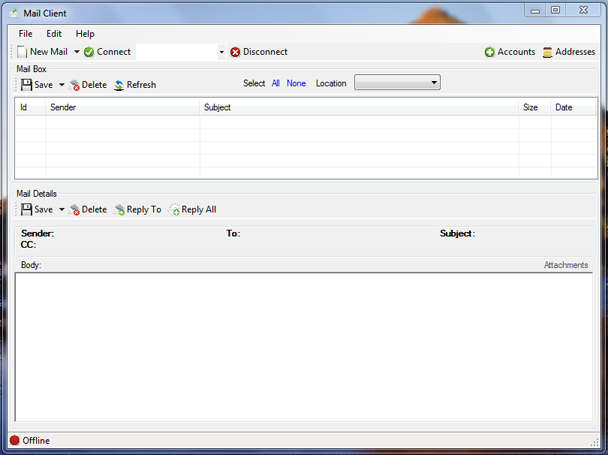 Mail Client
File Edit Help
New Mail Connect Disconnect Accounts Addresses
Mail Box
Save Delete Refresh Select All None Location
Id Sender Subject Size Date
Mail Details
Save Delete Reply To Reply All
Sender: To: Subject:
CC:
Body: Attachments
Offline